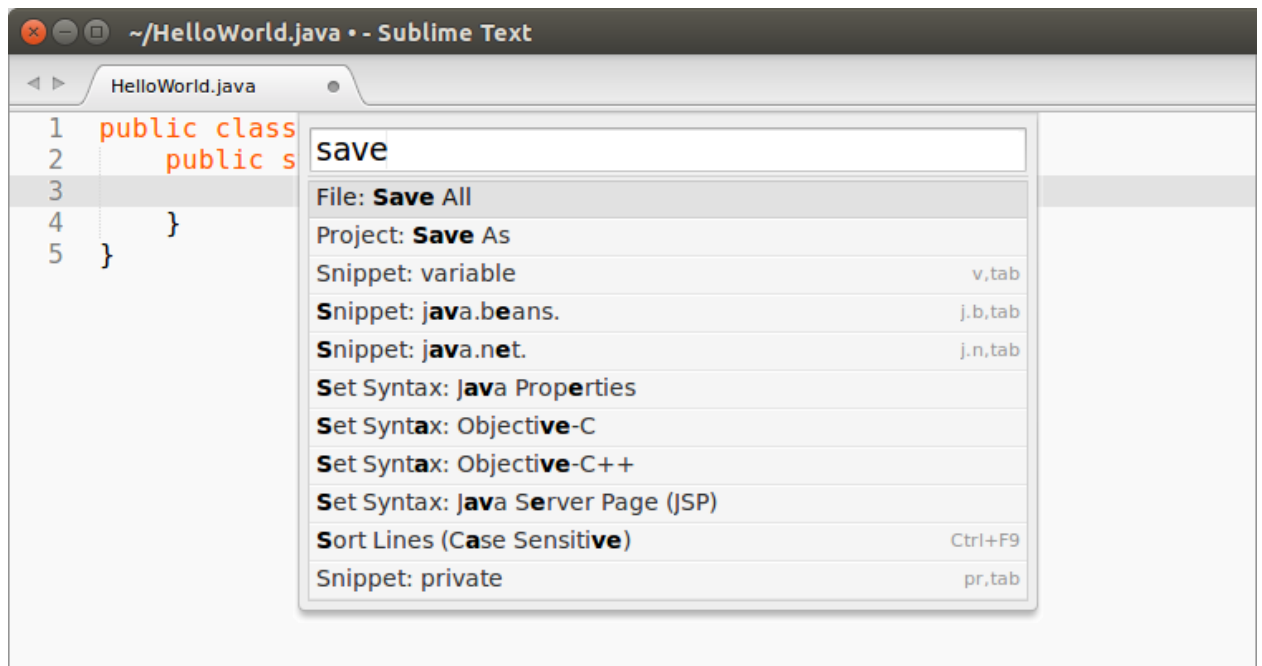 ~/HelloWorld.java • - Sublime Text
HelloWorld.java
1 public class
2 public s
3
4 }
5 }
save
File: Save All
Project: Save As
Snippet: variable v,tab
Snippet: java.beans. j.b,tab
Snippet: java.net. j.n,tab
Set Syntax: Java Properties
Set Syntax: Objective-C
Set Syntax: Objective-C++
Set Syntax: Java Server Page (JSP)
Sort Lines (Case Sensitive) Ctrl+F9
Snippet: private pr,tab